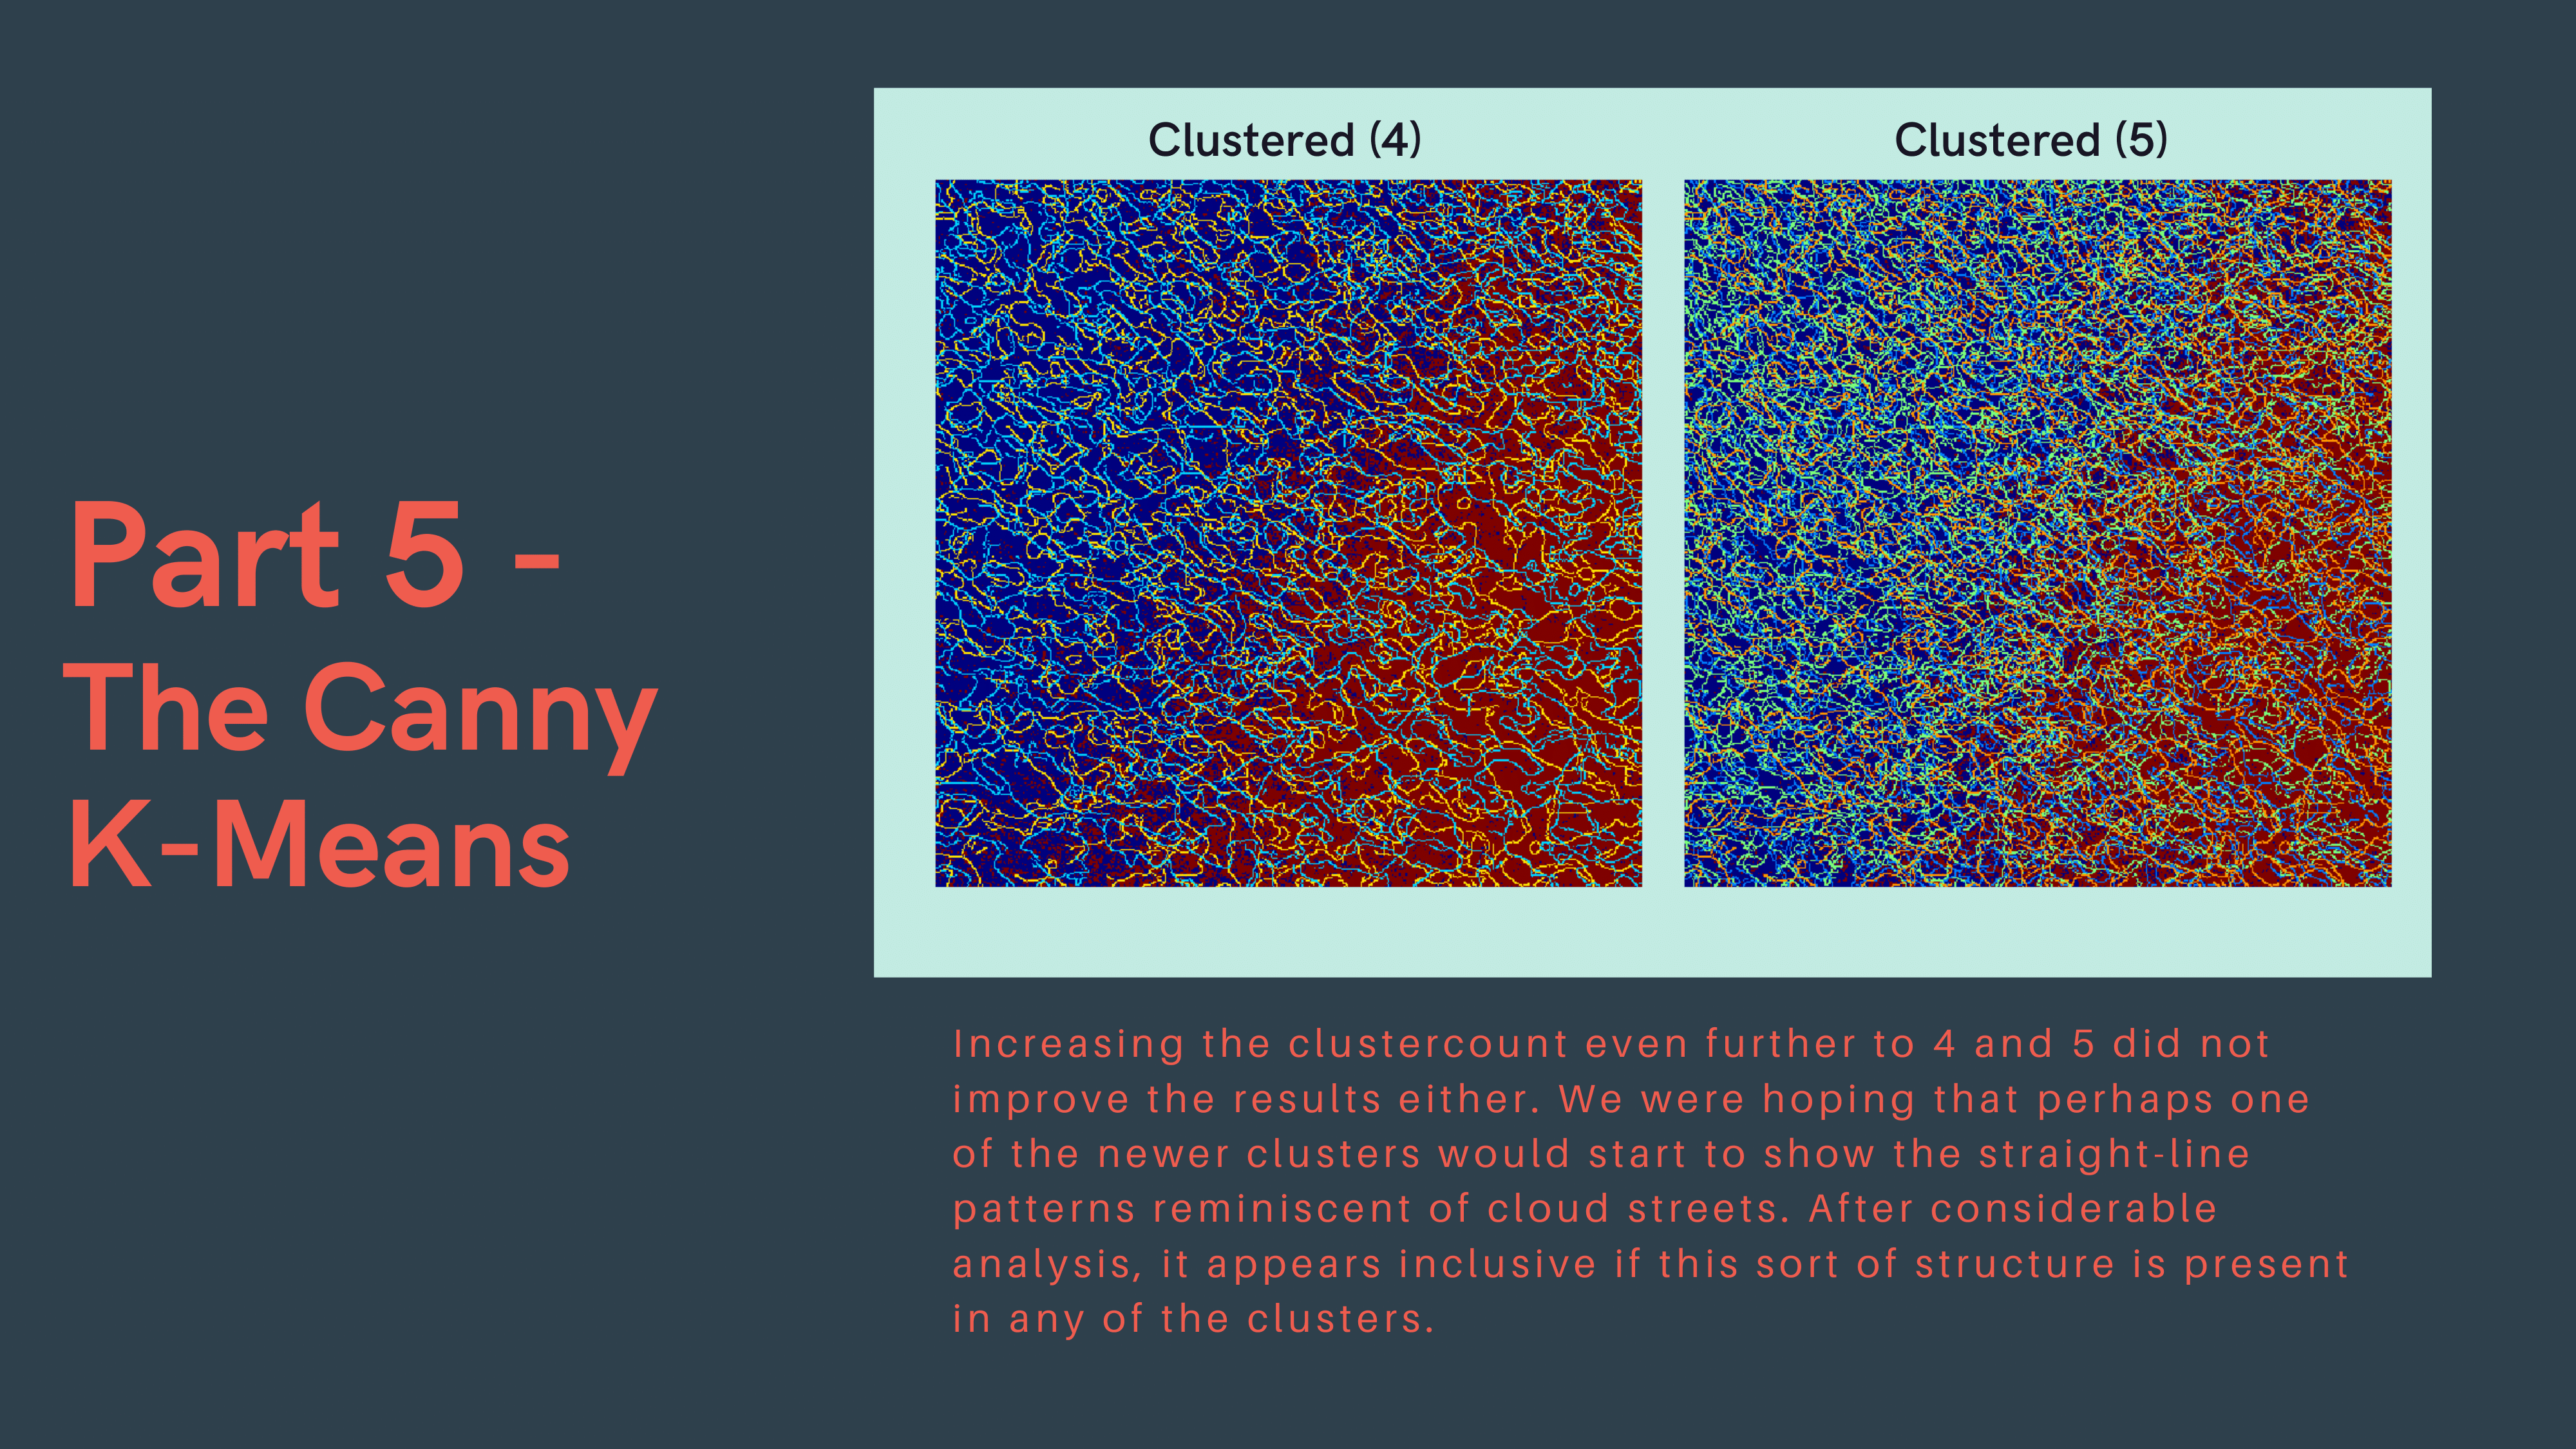 Part 5 -
The Canny
K-Means
Clustered (4)
Clustered (5)
Increasing the clustercount even further to 4 and 5 did not
improve the results either. We were hoping that perhaps one
of the newer clusters would start to show the straight-line
patterns reminiscent of cloud streets. After considerable
analysis, it appears inclusive if this sort of structure is present
in any of the clusters.